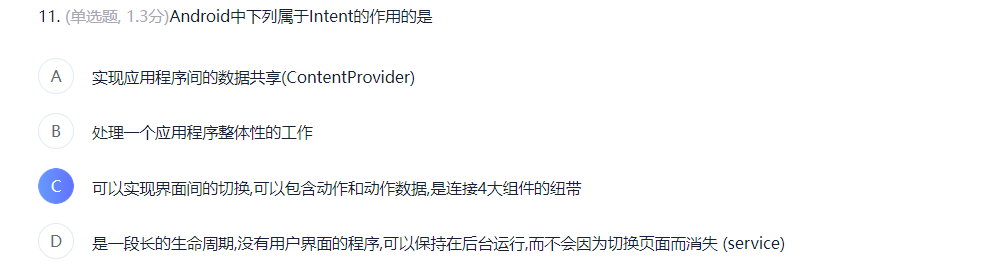 11. (单选题, 1.3分)Android中下列属于Intent的作用的是
A 实现应用程序间的数据共享(ContentProvider)
B 处理一个应用程序整体性的工作
C 可以实现界面间的切换,可以包含动作和动作数据,是连接4大组件的纽带
D 是一段长的生命周期,没有用户界面的程序,可以保持在后台运行,而不会因为切换页面而消失 (service)